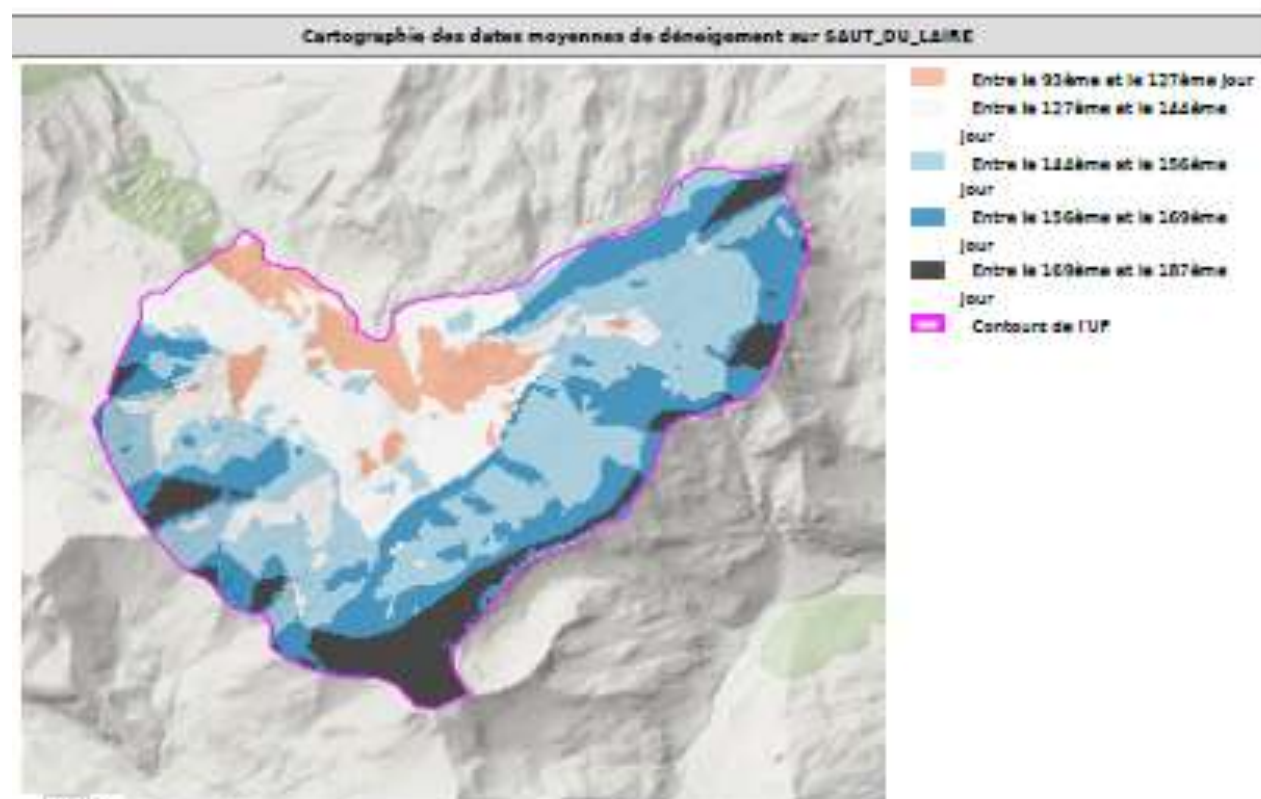 Cartographie des dates moyennes de déneigement sur SAUT_DU_LAIRE
Entre le 93ème et le 127ème jour
Entre le 127ème et le 144ème
jour
Entre le 144ème et le 156ème
jour
Entre le 156ème et le 169ème
jour
Entre le 169ème et le 187ème
jour
Contours de l'UP